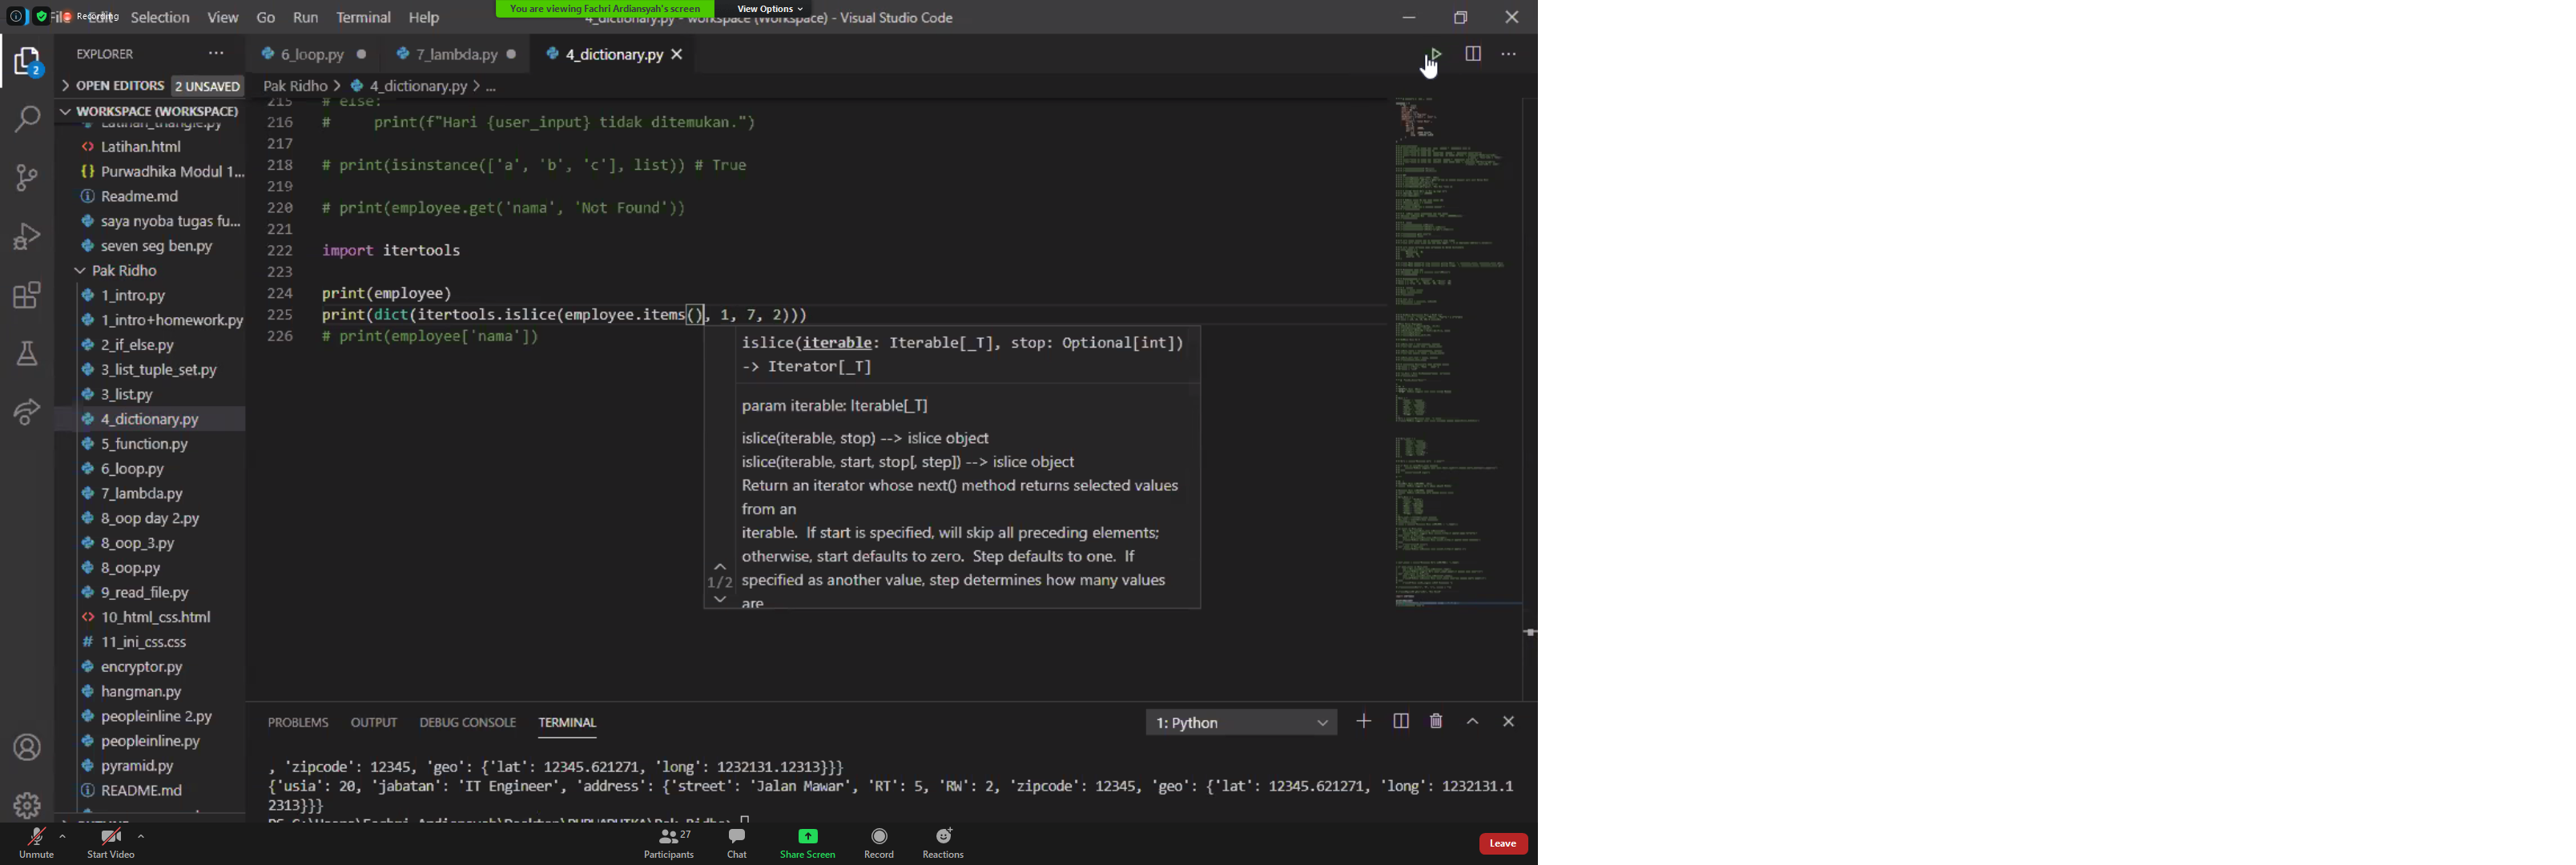 Recording
Selection View Go Run Terminal Help
You are viewing Fachri Ardiansyah's screen
View Options
4_dictionary.py - workspace (Workspace) - Visual Studio Code
EXPLORER
6_loop.py
7_lambda.py
4_dictionary.py
OPEN EDITORS 2 UNSAVED
Pak Ridho > 4_dictionary.py > ...
WORKSPACE (WORKSPACE)
Latihan_triangle.py
Latihan.html
Purwadhika Modul 1...
Readme.md
saya nyoba tugas fu...
seven seg ben.py
Pak Ridho
1_intro.py
1_intro+homework.py
2_if_else.py
3_list_tuple_set.py
3_list.py
4_dictionary.py
5_function.py
6_loop.py
7_lambda.py
8_oop day 2.py
8_oop_3.py
8_oop.py
9_read_file.py
10_html_css.html
11_ini_css.css
encryptor.py
hangman.py
peopleinline 2.py
peopleinline.py
pyramid.py
README.md
2
215 # else:
216 #     print(f"Hari {user_input} tidak ditemukan.")
217
218 # print(isinstance(['a', 'b', 'c'], list)) # True
219
220 # print(employee.get('nama', 'Not Found'))
221
222 import itertools
223
224 print(employee)
225 print(dict(itertools.islice(employee.items(), 1, 7, 2)))
226 # print(employee['nama'])
islice(iterable: Iterable[_T], stop: Optional[int])
-> Iterator[_T]
param iterable: Iterable[_T]
islice(iterable, stop) --> islice object
islice(iterable, start, stop[, step]) --> islice object
Return an iterator whose next() method returns selected values
from an
iterable. If start is specified, will skip all preceding elements;
otherwise, start defaults to zero. Step defaults to one. If
specified as another value, step determines how many values
are
1/2
PROBLEMS OUTPUT DEBUG CONSOLE TERMINAL
1: Python
, 'zipcode': 12345, 'geo': {'lat': 12345.621271, 'long': 1232131.12313}}}
{'usia': 20, 'jabatan': 'IT Engineer', 'address': {'street': 'Jalan Mawar', 'RT': 5, 'RW': 2, 'zipcode': 12345, 'geo': {'lat': 12345.621271, 'long': 1232131.1
2313}}}
Unmute
Start Video
Participants 27
Chat
Share Screen
Record
Reactions
Leave